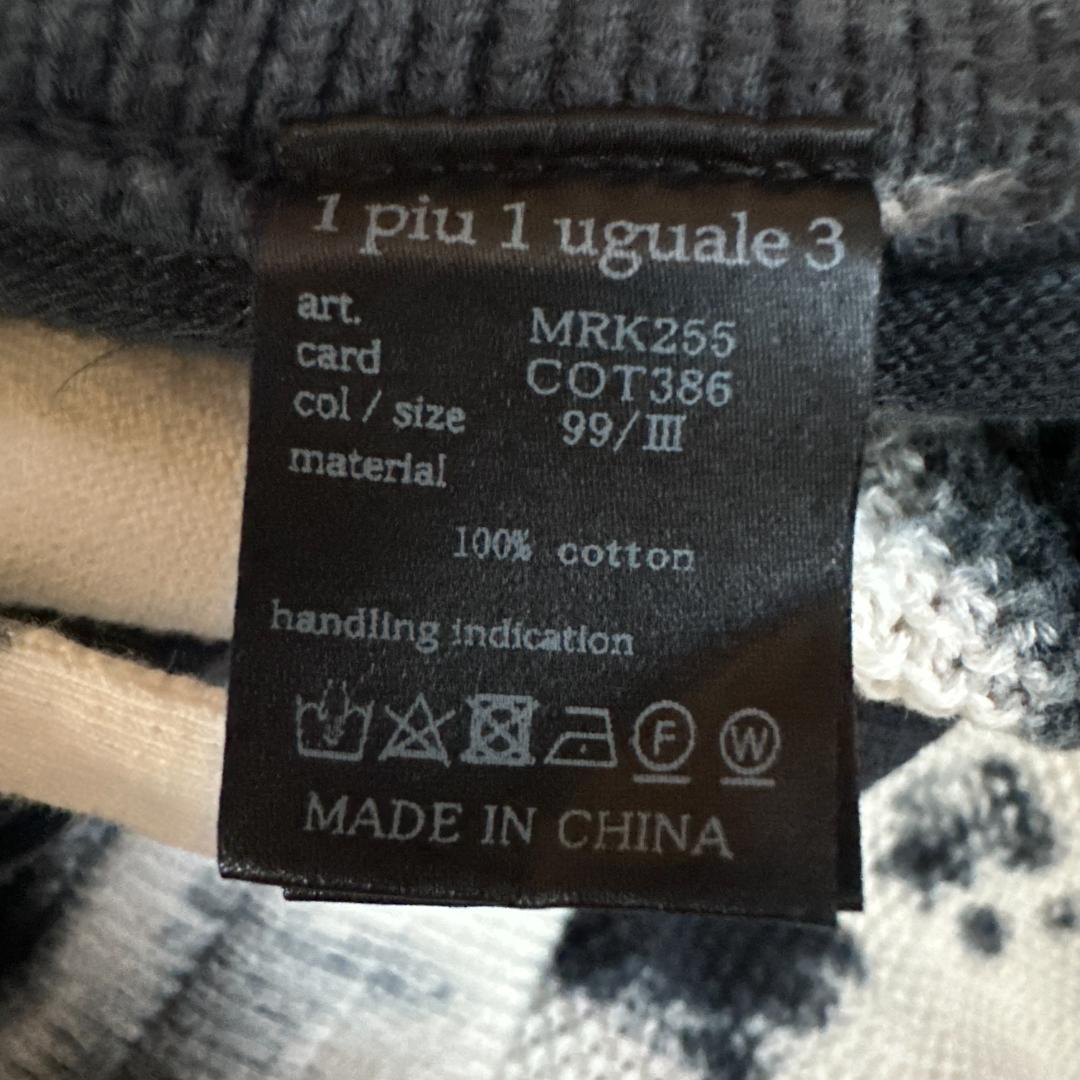 1 piu 1 uguale 3
art. MRK255
card COT386
col / size 99/Ⅲ
material
100% cotton
handling indication
F W
MADE IN CHINA